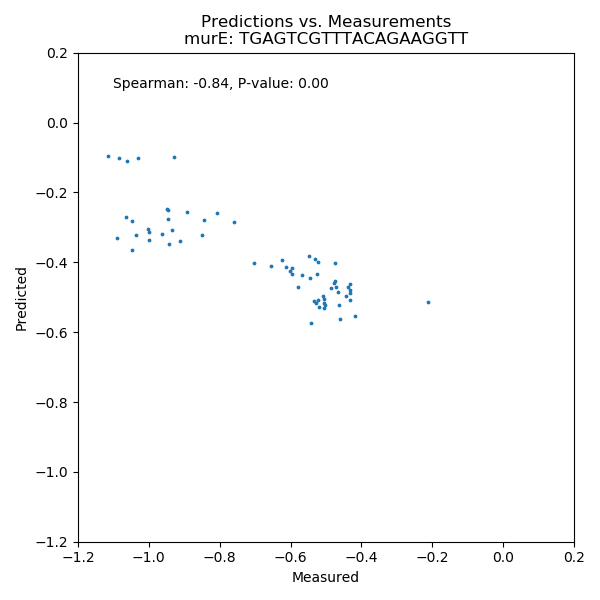 Predictions vs. Measurements
murE: TGAGTCGTTTACAGAAGGTT
Spearman: -0.84, P-value: 0.00
0.2
0.0
−0.2
−0.4
−0.6
−0.8
−1.0
−1.2
Predicted
−1.2 −1.0 −0.8 −0.6 −0.4 −0.2 0.0 0.2
Measured